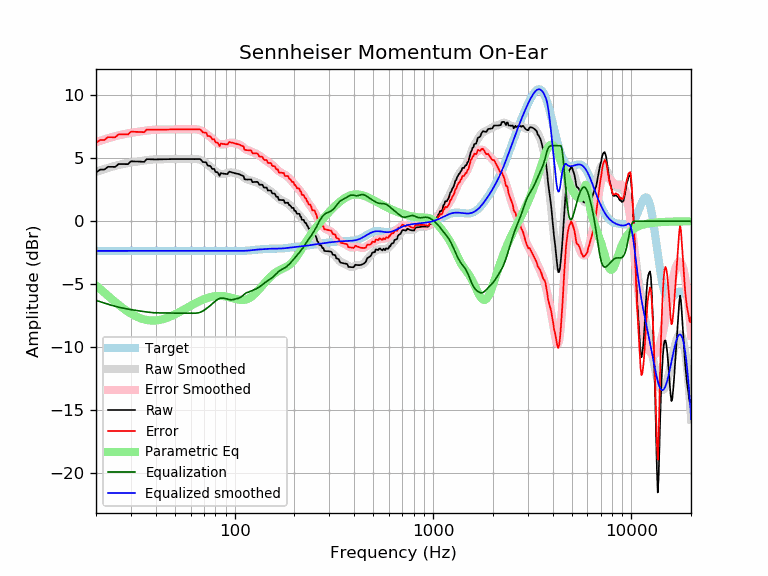 Sennheiser Momentum On-Ear
Amplitude (dBr)
10
5
0
−5
−10
−15
−20
Target
Raw Smoothed
Error Smoothed
Raw
Error
Parametric Eq
Equalization
Equalized smoothed
100
1000
10000
Frequency (Hz)